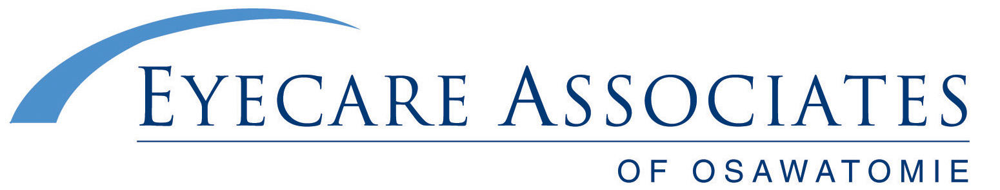 EYECARE ASSOCIATES
OF OSAWATOMIE